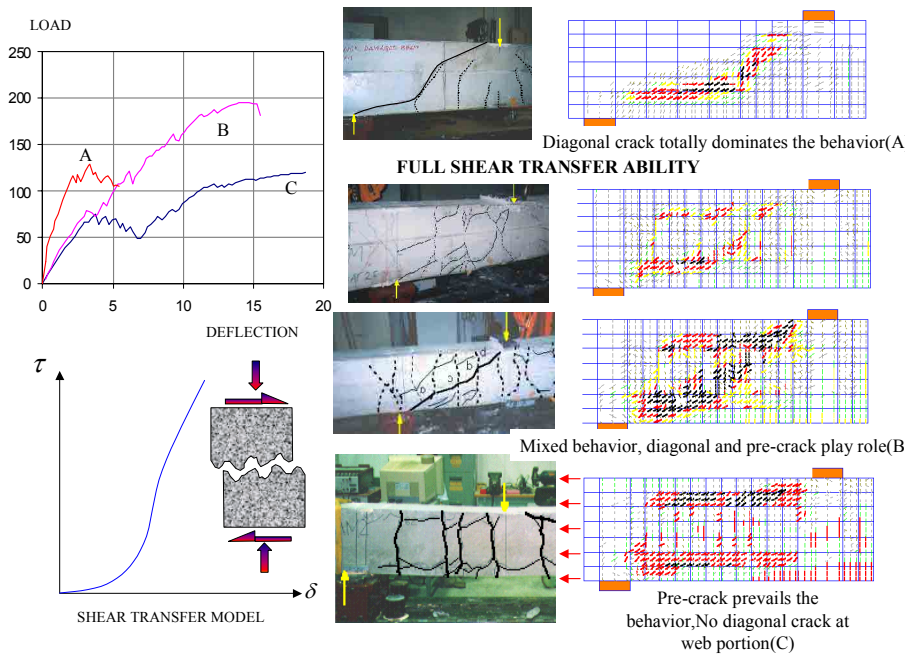 LOAD
250
200
150
100
50
0
0
5
10
15
20
A
B
C
DEFLECTION
τ
δ
SHEAR TRANSFER MODEL
Diagonal crack totally dominates the behavior(A
FULL SHEAR TRANSFER ABILITY
Mixed behavior, diagonal and pre-crack play role(B
Pre-crack prevails the
behavior,No diagonal crack at
web portion(C)